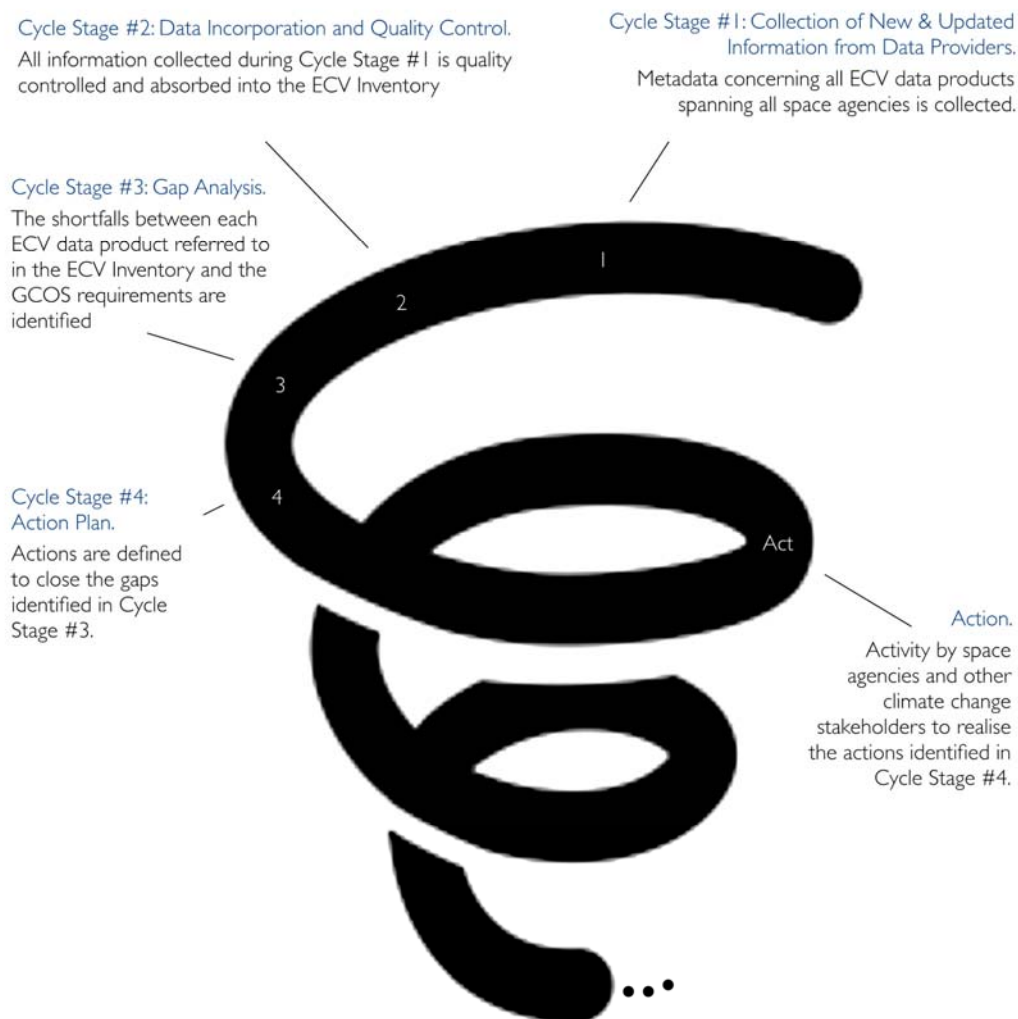 Cycle Stage #2: Data Incorporation and Quality Control.
All information collected during Cycle Stage #1 is quality
controlled and absorbed into the ECV Inventory
Cycle Stage #1: Collection of New & Updated
Information from Data Providers.
Metadata concerning all ECV data products
spanning all space agencies is collected.
Cycle Stage #3: Gap Analysis.
The shortfalls between each
ECV data product referred to
in the ECV Inventory and the
GCOS requirements are
identified
1
2
3
4
Cycle Stage #4:
Action Plan.
Actions are defined
to close the gaps
identified in Cycle
Stage #3.
Act
Action.
Activity by space
agencies and other
climate change
stakeholders to realise
the actions identified in
Cycle Stage #4.